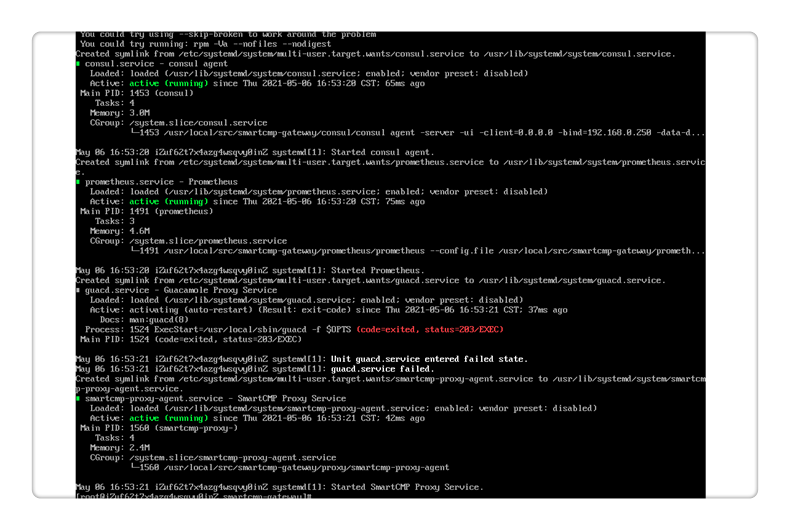 You could try using --skip-broken to work around the problem
You could try running: rpm -Va --nofiles --nodigest
Created symlink from /etc/systemd/system/multi-user.target.wants/consul.service to /usr/lib/systemd/system/consul.service.
consul.service - consul agent
Loaded: loaded (/usr/lib/systemd/system/consul.service; enabled; vendor preset: disabled)
Active: active (running) since Thu 2021-05-06 16:53:20 CST; 65ms ago
Main PID: 1453 (consul)
Tasks: 4
Memory: 3.0M
CGroup: /system.slice/consul.service
└─1453 /usr/local/src/smartcmp-gateway/consul/consul agent -server -ui -client=0.0.0.0 -bind=192.168.0.250 -data-d...
May 06 16:53:20 iZuf62t7x4azg4wsqvy0inZ systemd[1]: Started consul agent.
Created symlink from /etc/systemd/system/multi-user.target.wants/prometheus.service to /usr/lib/systemd/system/prometheus.servic
e.
prometheus.service - Prometheus
Loaded: loaded (/usr/lib/systemd/system/prometheus.service; enabled; vendor preset: disabled)
Active: active (running) since Thu 2021-05-06 16:53:20 CST; 75ms ago
Main PID: 1491 (prometheus)
Tasks: 3
Memory: 4.6M
CGroup: /system.slice/prometheus.service
└─1491 /usr/local/src/smartcmp-gateway/prometheus/prometheus --config.file /usr/local/src/smartcmp-gateway/prometh...
May 06 16:53:20 iZuf62t7x4azg4wsqvy0inZ systemd[1]: Started Prometheus.
Created symlink from /etc/systemd/system/multi-user.target.wants/guacd.service to /usr/lib/systemd/system/guacd.service.
guacd.service - Guacamole Proxy Service
Loaded: loaded (/usr/lib/systemd/system/guacd.service; enabled; vendor preset: disabled)
Active: activating (auto-restart) (Result: exit-code) since Thu 2021-05-06 16:53:21 CST; 37ms ago
Docs: man:guacd(8)
Process: 1524 ExecStart=/usr/local/sbin/guacd -f $OPTS (code=exited, status=203/EXEC)
Main PID: 1524 (code=exited, status=203/EXEC)
May 06 16:53:21 iZuf62t7x4azg4wsqvy0inZ systemd[1]: Unit guacd.service entered failed state.
May 06 16:53:21 iZuf62t7x4azg4wsqvy0inZ systemd[1]: guacd.service failed.
Created symlink from /etc/systemd/system/multi-user.target.wants/smartcmp-proxy-agent.service to /usr/lib/systemd/system/smartcm
p-proxy-agent.service.
smartcmp-proxy-agent.service - SmartCMP Proxy Service
Loaded: loaded (/usr/lib/systemd/system/smartcmp-proxy-agent.service; enabled; vendor preset: disabled)
Active: active (running) since Thu 2021-05-06 16:53:21 CST; 42ms ago
Main PID: 1560 (smartcmp-proxy-)
Tasks: 4
Memory: 2.4M
CGroup: /system.slice/smartcmp-proxy-agent.service
└─1560 /usr/local/src/smartcmp-gateway/proxy/smartcmp-proxy-agent
May 06 16:53:21 iZuf62t7x4azg4wsqvy0inZ systemd[1]: Started SmartCMP Proxy Service.
[root@iZuf62t7x4azg4wsqvy0inZ smartcmp-gateway]#